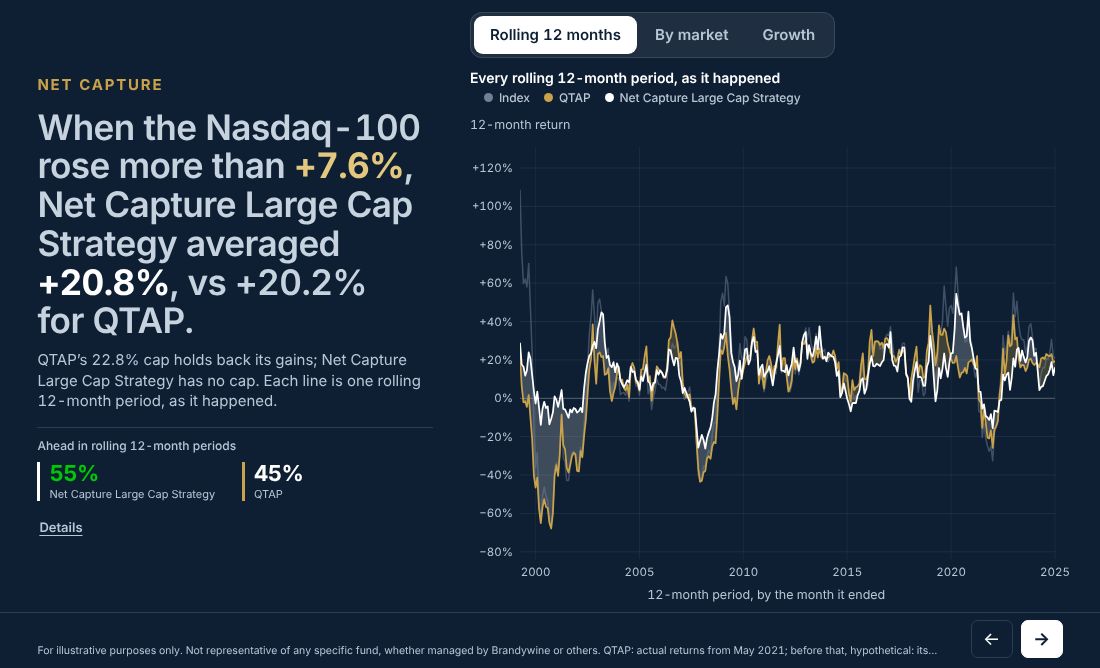 NET CAPTURE
When the Nasdaq-100
rose more than +7.6%,
Net Capture Large Cap
Strategy averaged
+20.8%, vs +20.2%
for QTAP.
QTAP’s 22.8% cap holds back its gains; Net Capture
Large Cap Strategy has no cap. Each line is one rolling
12-month period, as it happened.
Ahead in rolling 12-month periods
55%
Net Capture Large Cap Strategy
45%
QTAP
Details
Rolling 12 months By market Growth
Every rolling 12-month period, as it happened
Index QTAP Net Capture Large Cap Strategy
12-month return
+120%
+100%
+80%
+60%
+40%
+20%
0%
−20%
−40%
−60%
−80%
2000 2005 2010 2015 2020 2025
12-month period, by the month it ended
For illustrative purposes only. Not representative of any specific fund, whether managed by Brandywine or others. QTAP: actual returns from May 2021; before that, hypothetical: its…